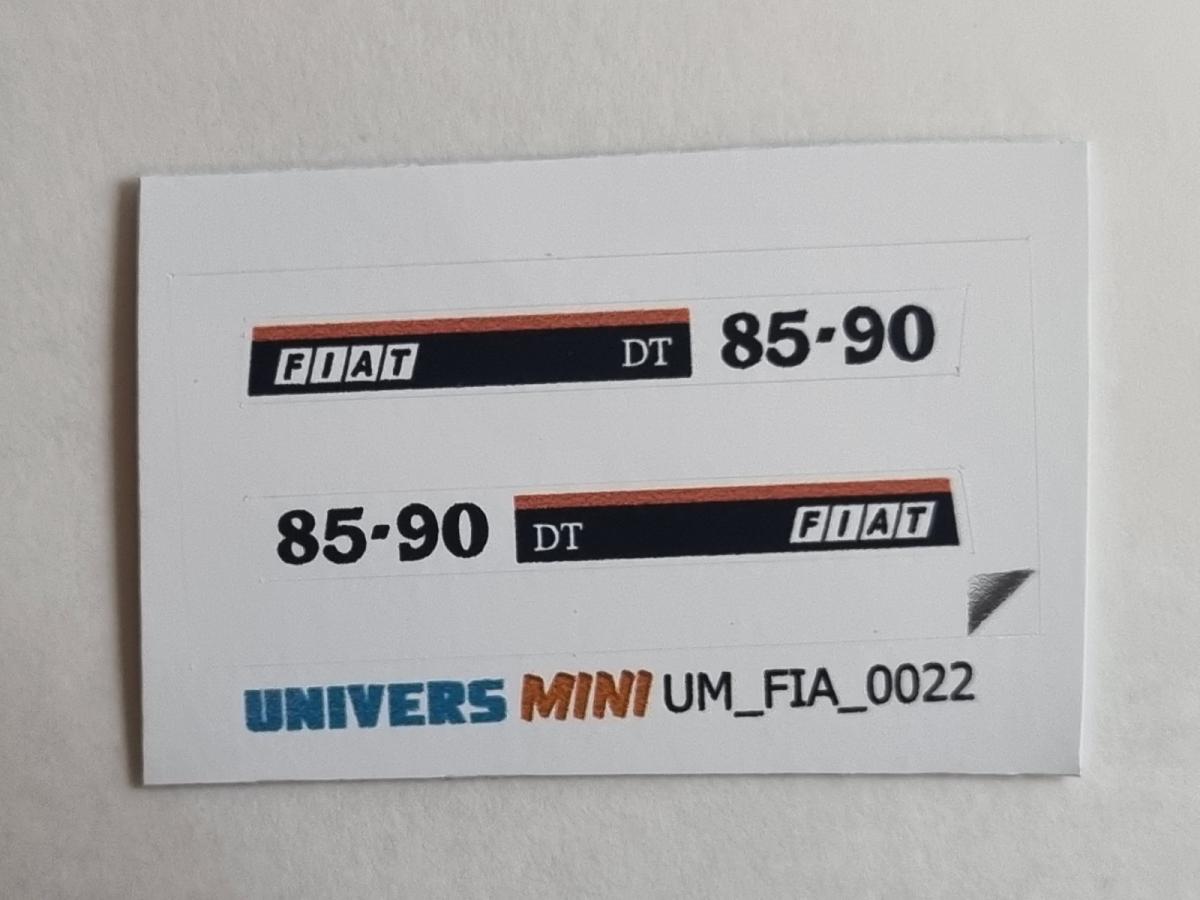 FIAT DT 85-90
85-90 DT FIAT
UNIVERS MINI UM_FIA_0022